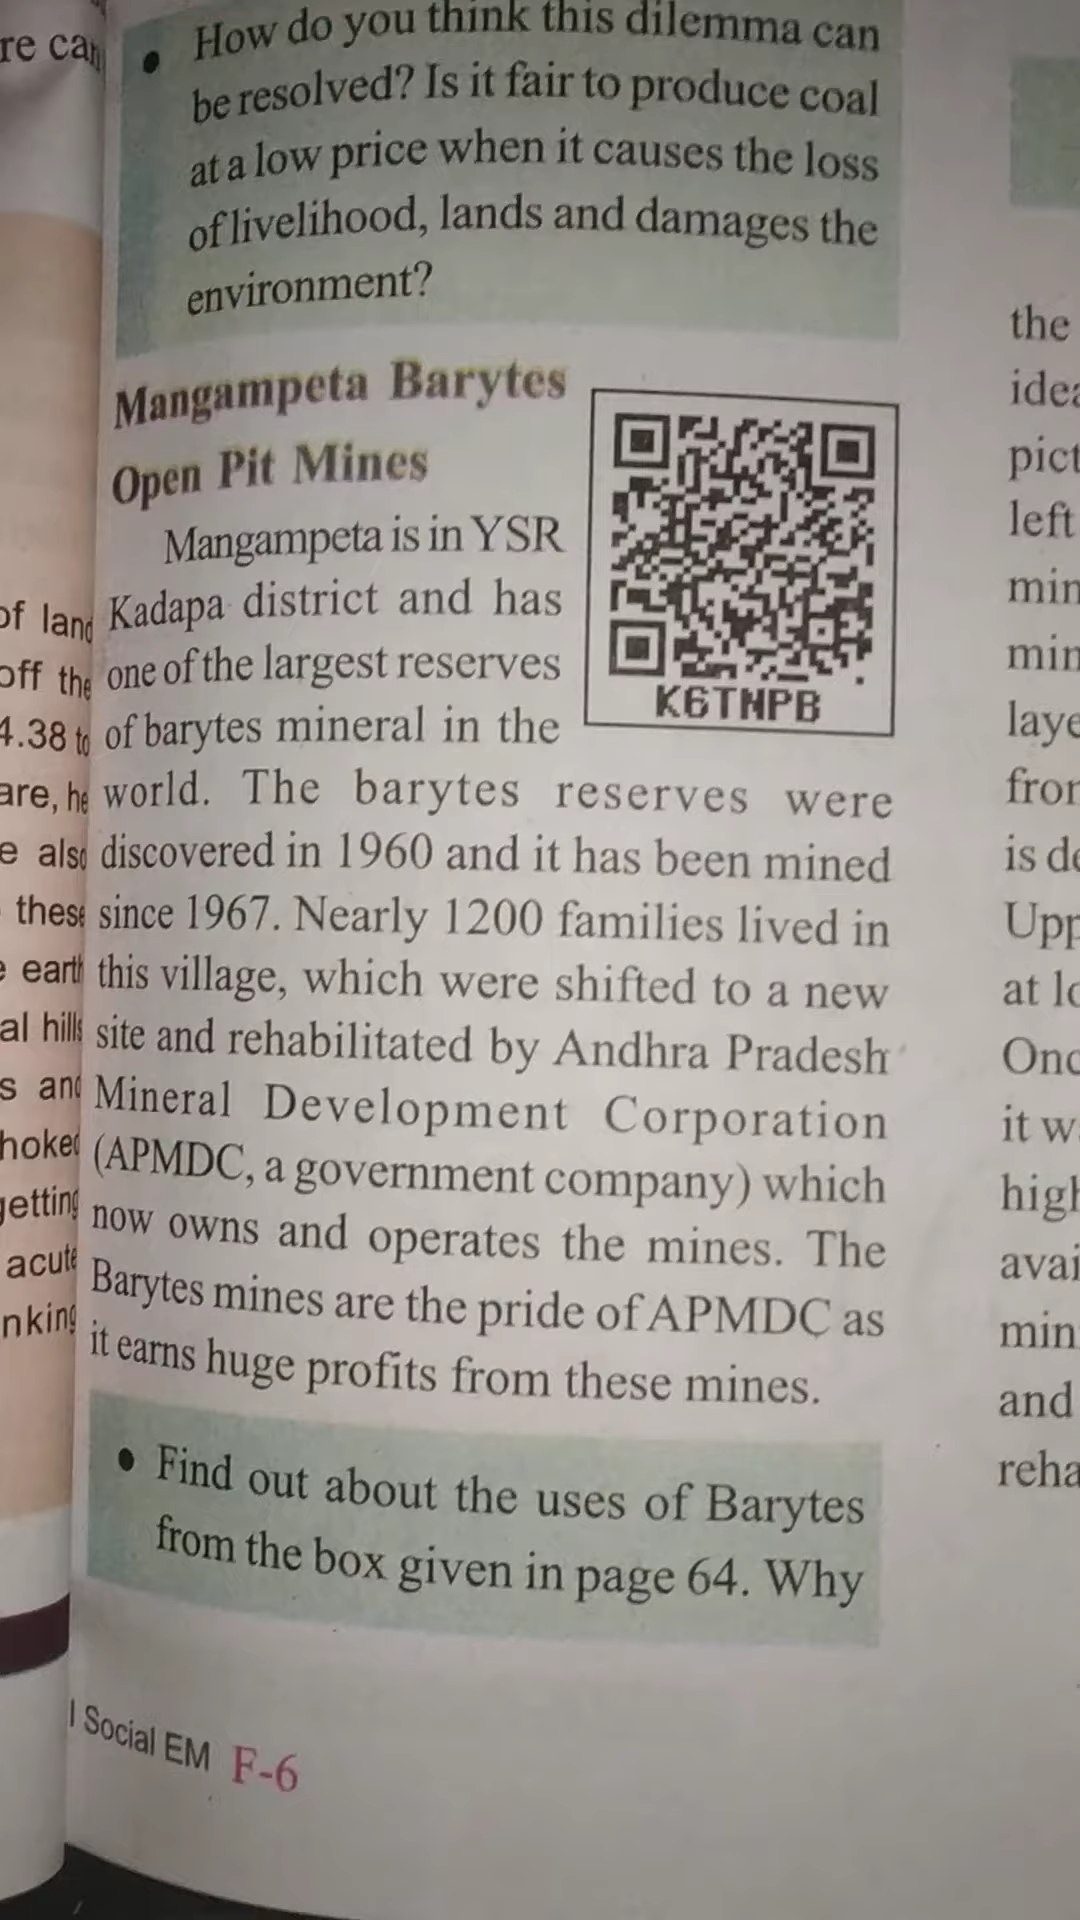 re can
of land
off the
4.38 to
are, he
e also
these
e earth
al hills
s and
hoked
getting
acute
nking
• How do you think this dilemma can
be resolved? Is it fair to produce coal
at a low price when it causes the loss
of livelihood, lands and damages the
environment?
Mangampeta Barytes
Open Pit Mines
Mangampeta is in YSR
Kadapa district and has
one of the largest reserves
of barytes mineral in the
world. The barytes reserves were
discovered in 1960 and it has been mined
since 1967. Nearly 1200 families lived in
this village, which were shifted to a new
site and rehabilitated by Andhra Pradesh
Mineral Development Corporation
(APMDC, a government company) which
now owns and operates the mines. The
Barytes mines are the pride of APMDC as
it earns huge profits from these mines.
K6TNPB
• Find out about the uses of Barytes
from the box given in page 64. Why
l Social EM F-6
the
idea
pict
left
min
min
laye
from
is de
Upp
at lo
Onc
it w
high
avai
min
and
reha